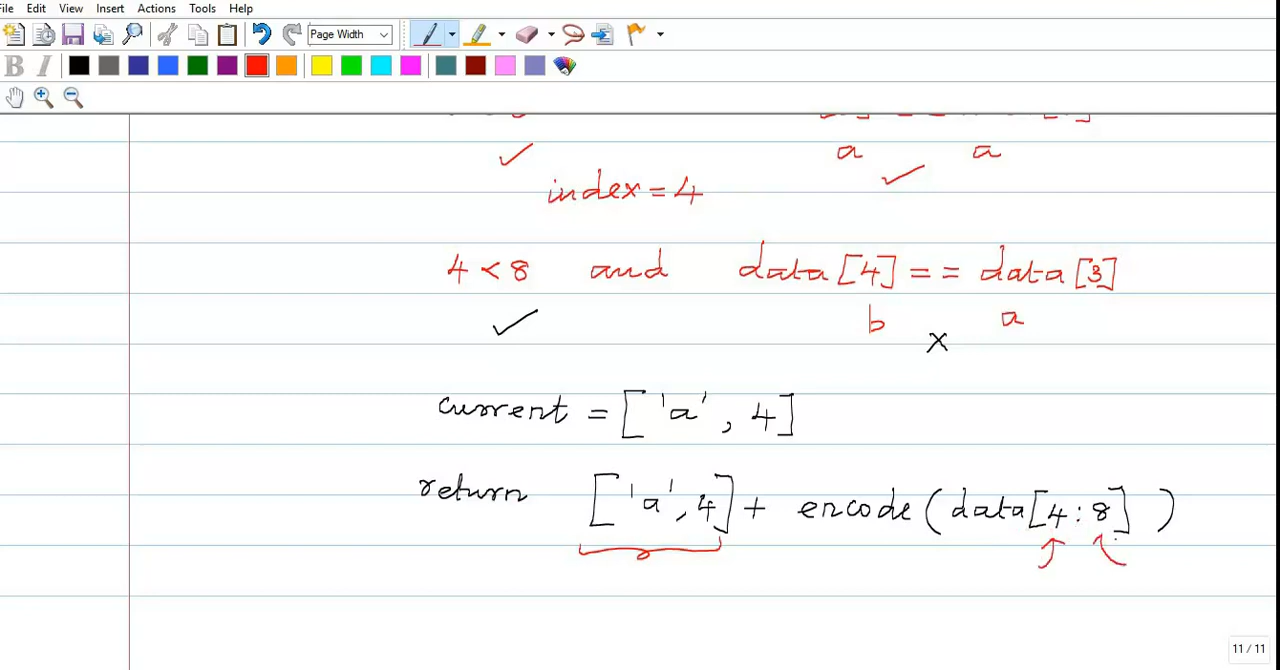 File Edit View Insert Actions Tools Help
Page Width
B I
a a
index = 4
4 < 8 and data[4] == data[3]
b a
current = ['a', 4]
return ['a', 4] + encode(data[4:8])
11 / 11